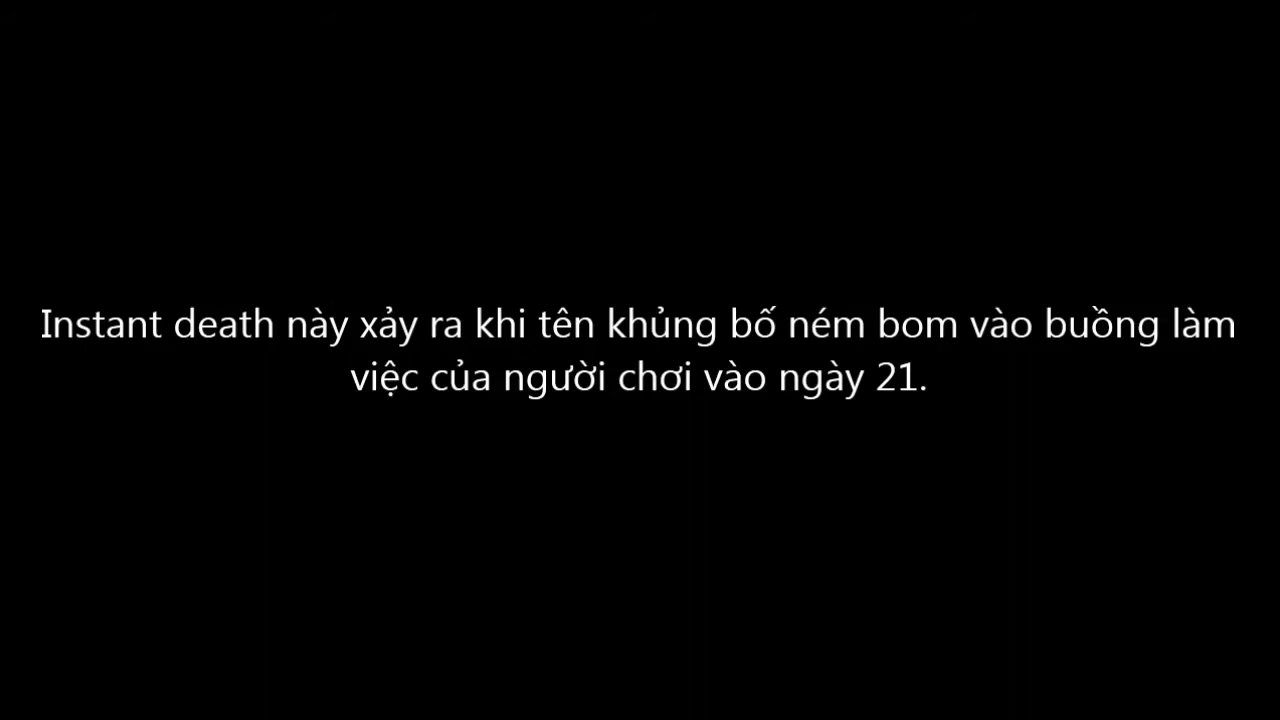 Instant death này xảy ra khi tên khủng bố ném bom vào buồng làm
việc của người chơi vào ngày 21.